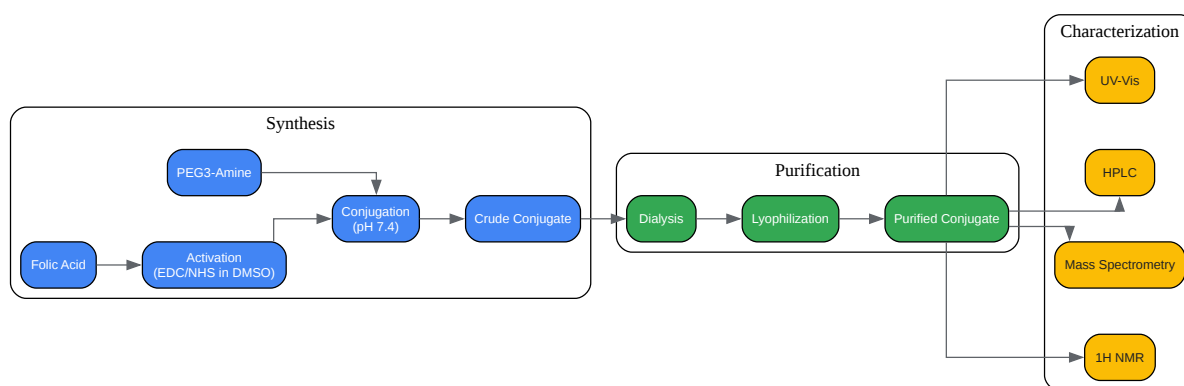 Synthesis
PEG3-Amine
Folic Acid
Activation
(EDC/NHS in DMSO)
Conjugation
(pH 7.4)
Crude Conjugate
Purification
Dialysis
Lyophilization
Purified Conjugate
Characterization
UV-Vis
HPLC
Mass Spectrometry
1H NMR